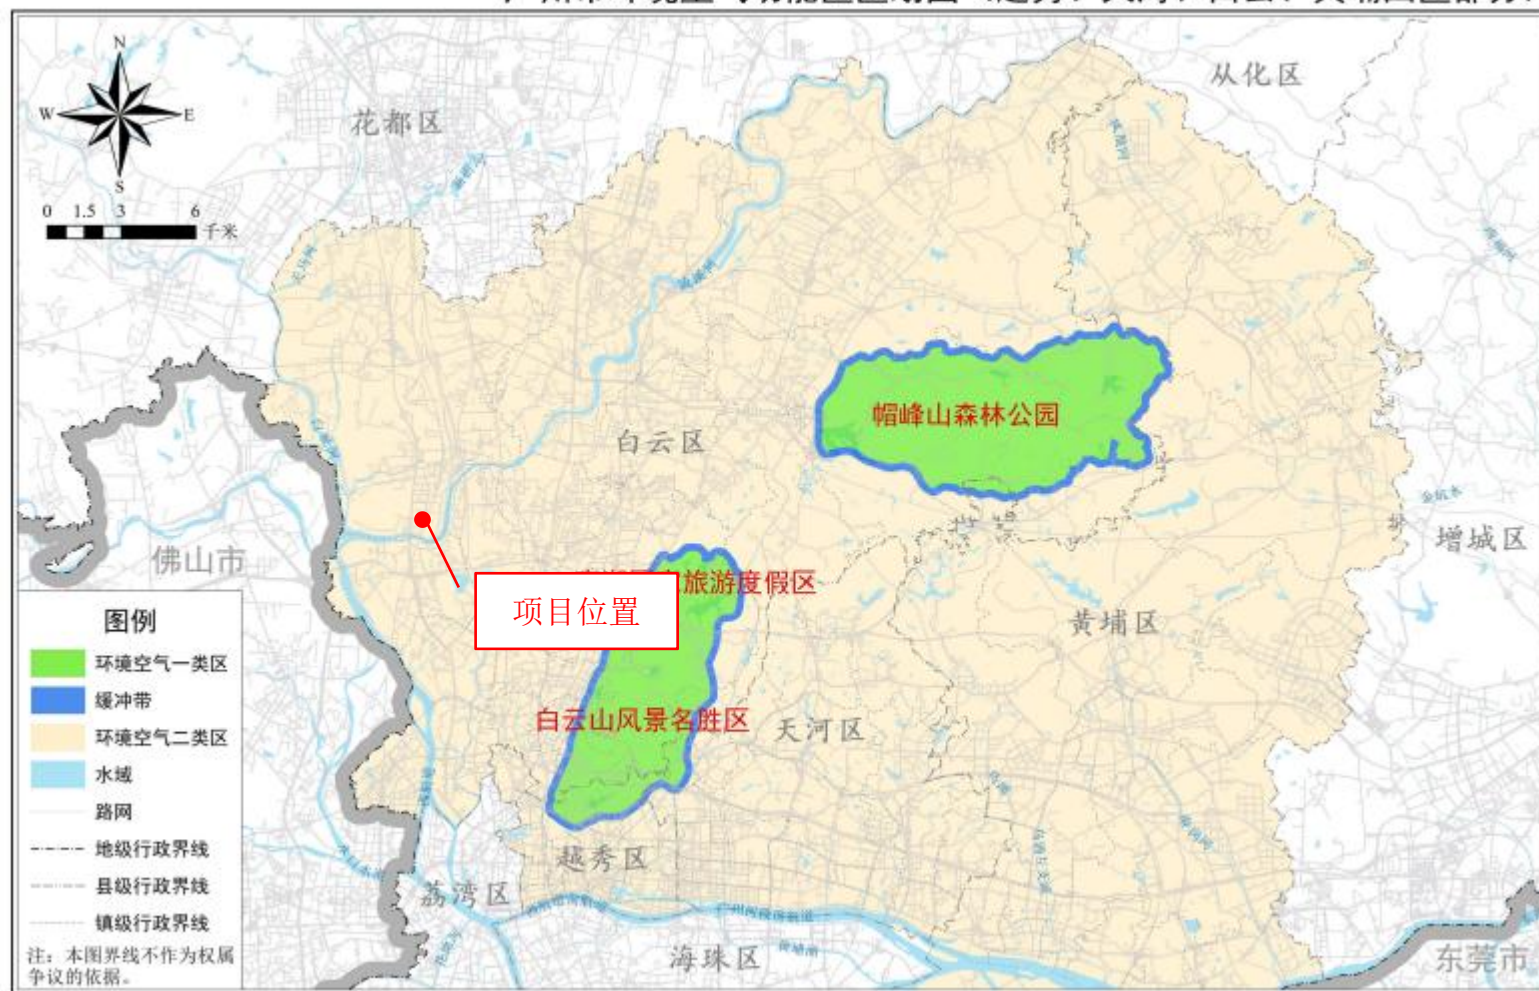 N
W
E
S
0 1.5 3 6
千米
花都区
从化区
白云区
帽峰山森林公园
增城区
佛山市
旅游度假区
项目位置
黄埔区
白云山风景名胜区
天河区
越秀区
荔湾区
海珠区
东莞市
图例
环境空气一类区
缓冲带
环境空气二类区
水域
路网
地级行政界线
县级行政界线
镇级行政界线
注：本图界线不作为权属
争议的依据。